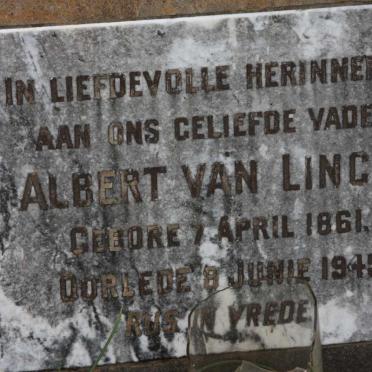 IN LIEFDEVOLLE HERINNE
AAN ONS GELIEFDE VADE
ALBERT VAN LING
GEBORE 7 APRIL 1861.
OORLEDE 8 JUNIE 194
RUS IN VREDE